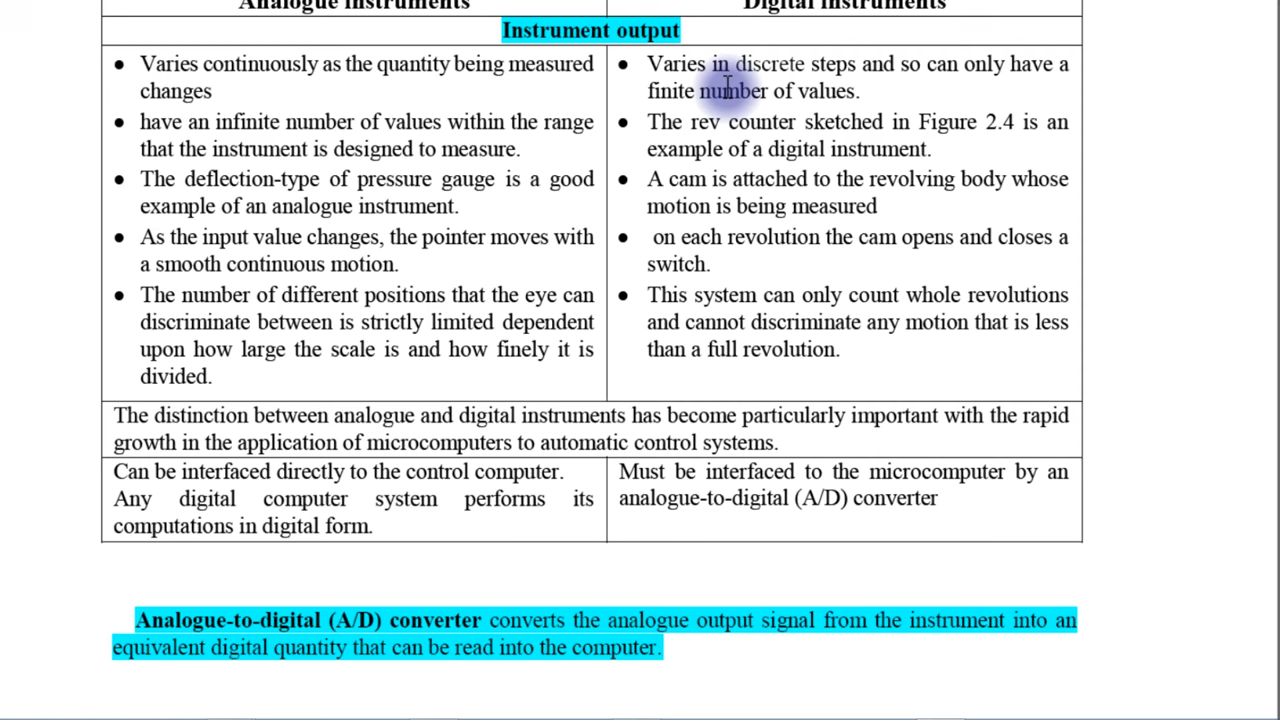 Analogue instruments
Digital instruments
Instrument output
● Varies continuously as the quantity being measured
changes
● have an infinite number of values within the range
that the instrument is designed to measure.
● The deflection-type of pressure gauge is a good
example of an analogue instrument.
● As the input value changes, the pointer moves with
a smooth continuous motion.
● The number of different positions that the eye can
discriminate between is strictly limited dependent
upon how large the scale is and how finely it is
divided.
● Varies in discrete steps and so can only have a
finite number of values.
● The rev counter sketched in Figure 2.4 is an
example of a digital instrument.
● A cam is attached to the revolving body whose
motion is being measured
● on each revolution the cam opens and closes a
switch.
● This system can only count whole revolutions
and cannot discriminate any motion that is less
than a full revolution.
The distinction between analogue and digital instruments has become particularly important with the rapid
growth in the application of microcomputers to automatic control systems.
Can be interfaced directly to the control computer.
Any digital computer system performs its
computations in digital form.
Must be interfaced to the microcomputer by an
analogue-to-digital (A/D) converter
Analogue-to-digital (A/D) converter converts the analogue output signal from the instrument into an
equivalent digital quantity that can be read into the computer.